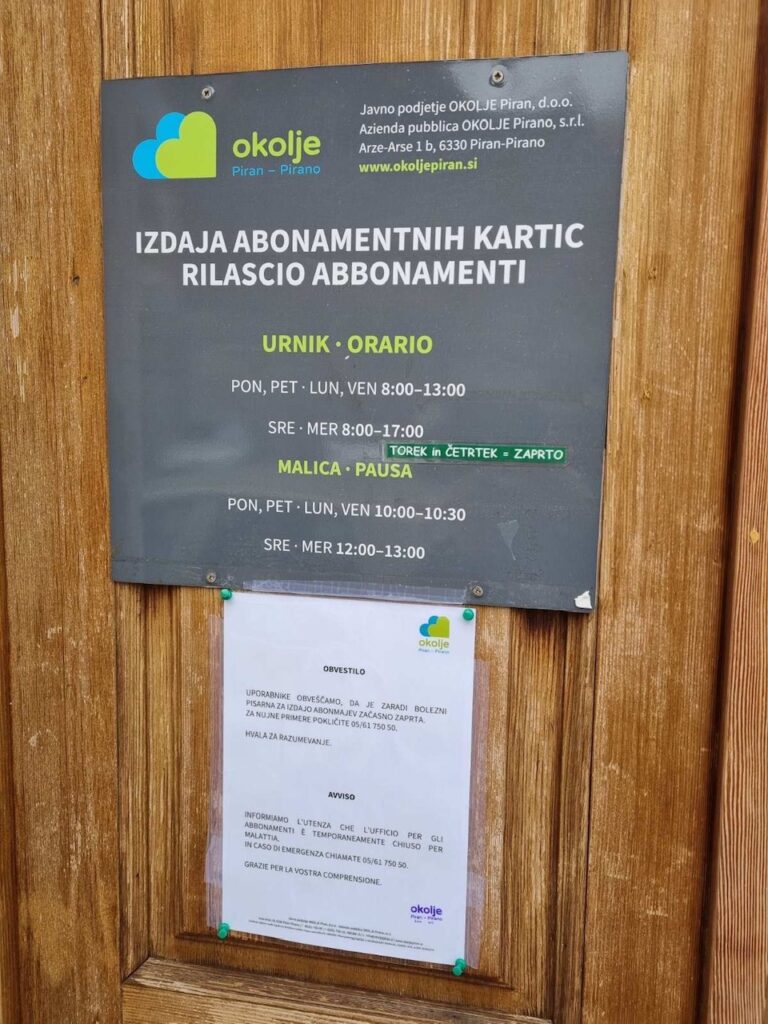 okolje
Piran – Pirano
Javno podjetje OKOLJE Piran, d.o.o.
Azienda pubblica OKOLJE Pirano, s.r.l.
Arze-Arse 1 b, 6330 Piran-Pirano
www.okoljepiran.si
IZDAJA ABONAMENTNIH KARTIC
RILASCIO ABBONAMENTI
URNIK · ORARIO
PON, PET · LUN, VEN 8:00–13:00
SRE · MER 8:00–17:00
TOREK in ČETRTEK = ZAPRTO
MALICA · PAUSA
PON, PET · LUN, VEN 10:00–10:30
SRE · MER 12:00–13:00
okolje
Piran – Pirano
OBVESTILO
UPORABNIKE OBVEŠČAMO, DA JE ZARADI BOLEZNI
PISARNA ZA IZDAJO ABONMAJEV ZAČASNO ZAPRTA.
ZA NUJNE PRIMERE POKLIČITE 05/61 750 50.
HVALA ZA RAZUMEVANJE.
AVVISO
INFORMIAMO L'UTENZA CHE L'UFFICIO PER GLI
ABBONAMENTI È TEMPORANEAMENTE CHIUSO PER
MALATTIA.
IN CASO DI EMERGENZA CHIAMATE 05/61 750 50.
GRAZIE PER LA VOSTRA COMPRENSIONE.
okolje
Piran – Pirano